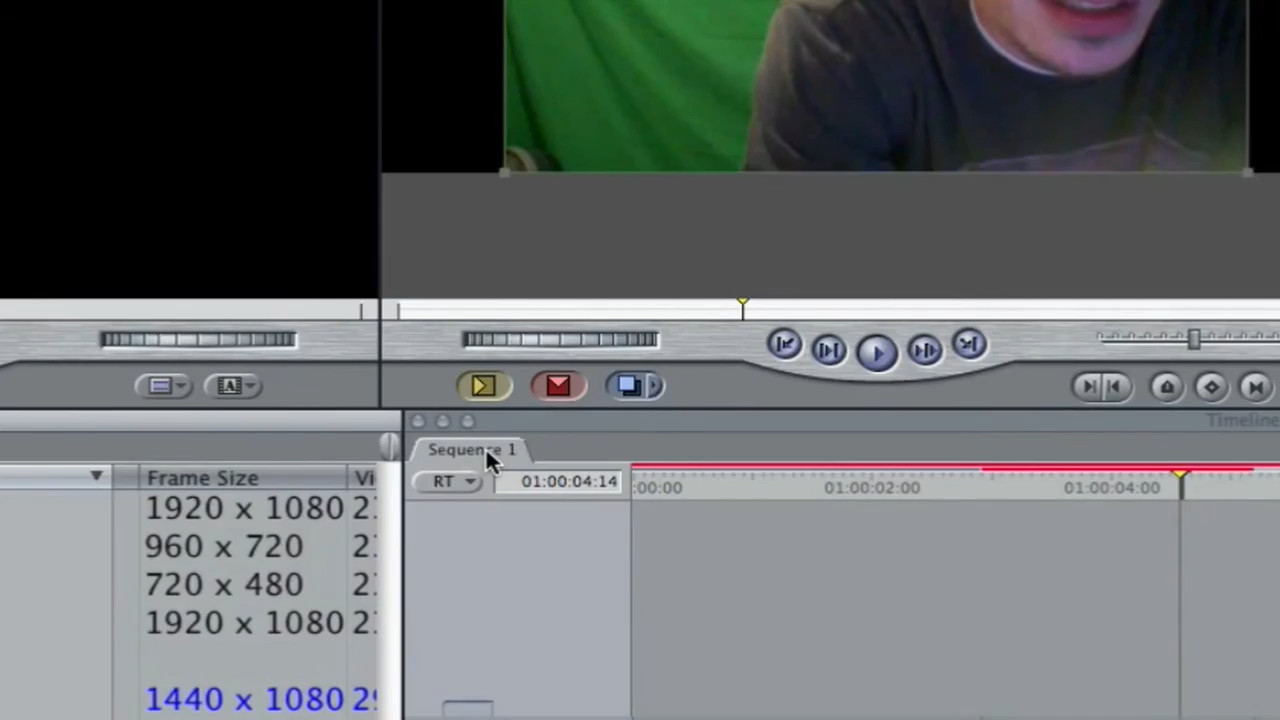 Timeline
Sequence 1
RT
01:00:04:14
:00:00
01:00:02:00
01:00:04:00
Frame Size
Vi
1920 x 1080
960 x 720
720 x 480
1920 x 1080
1440 x 1080